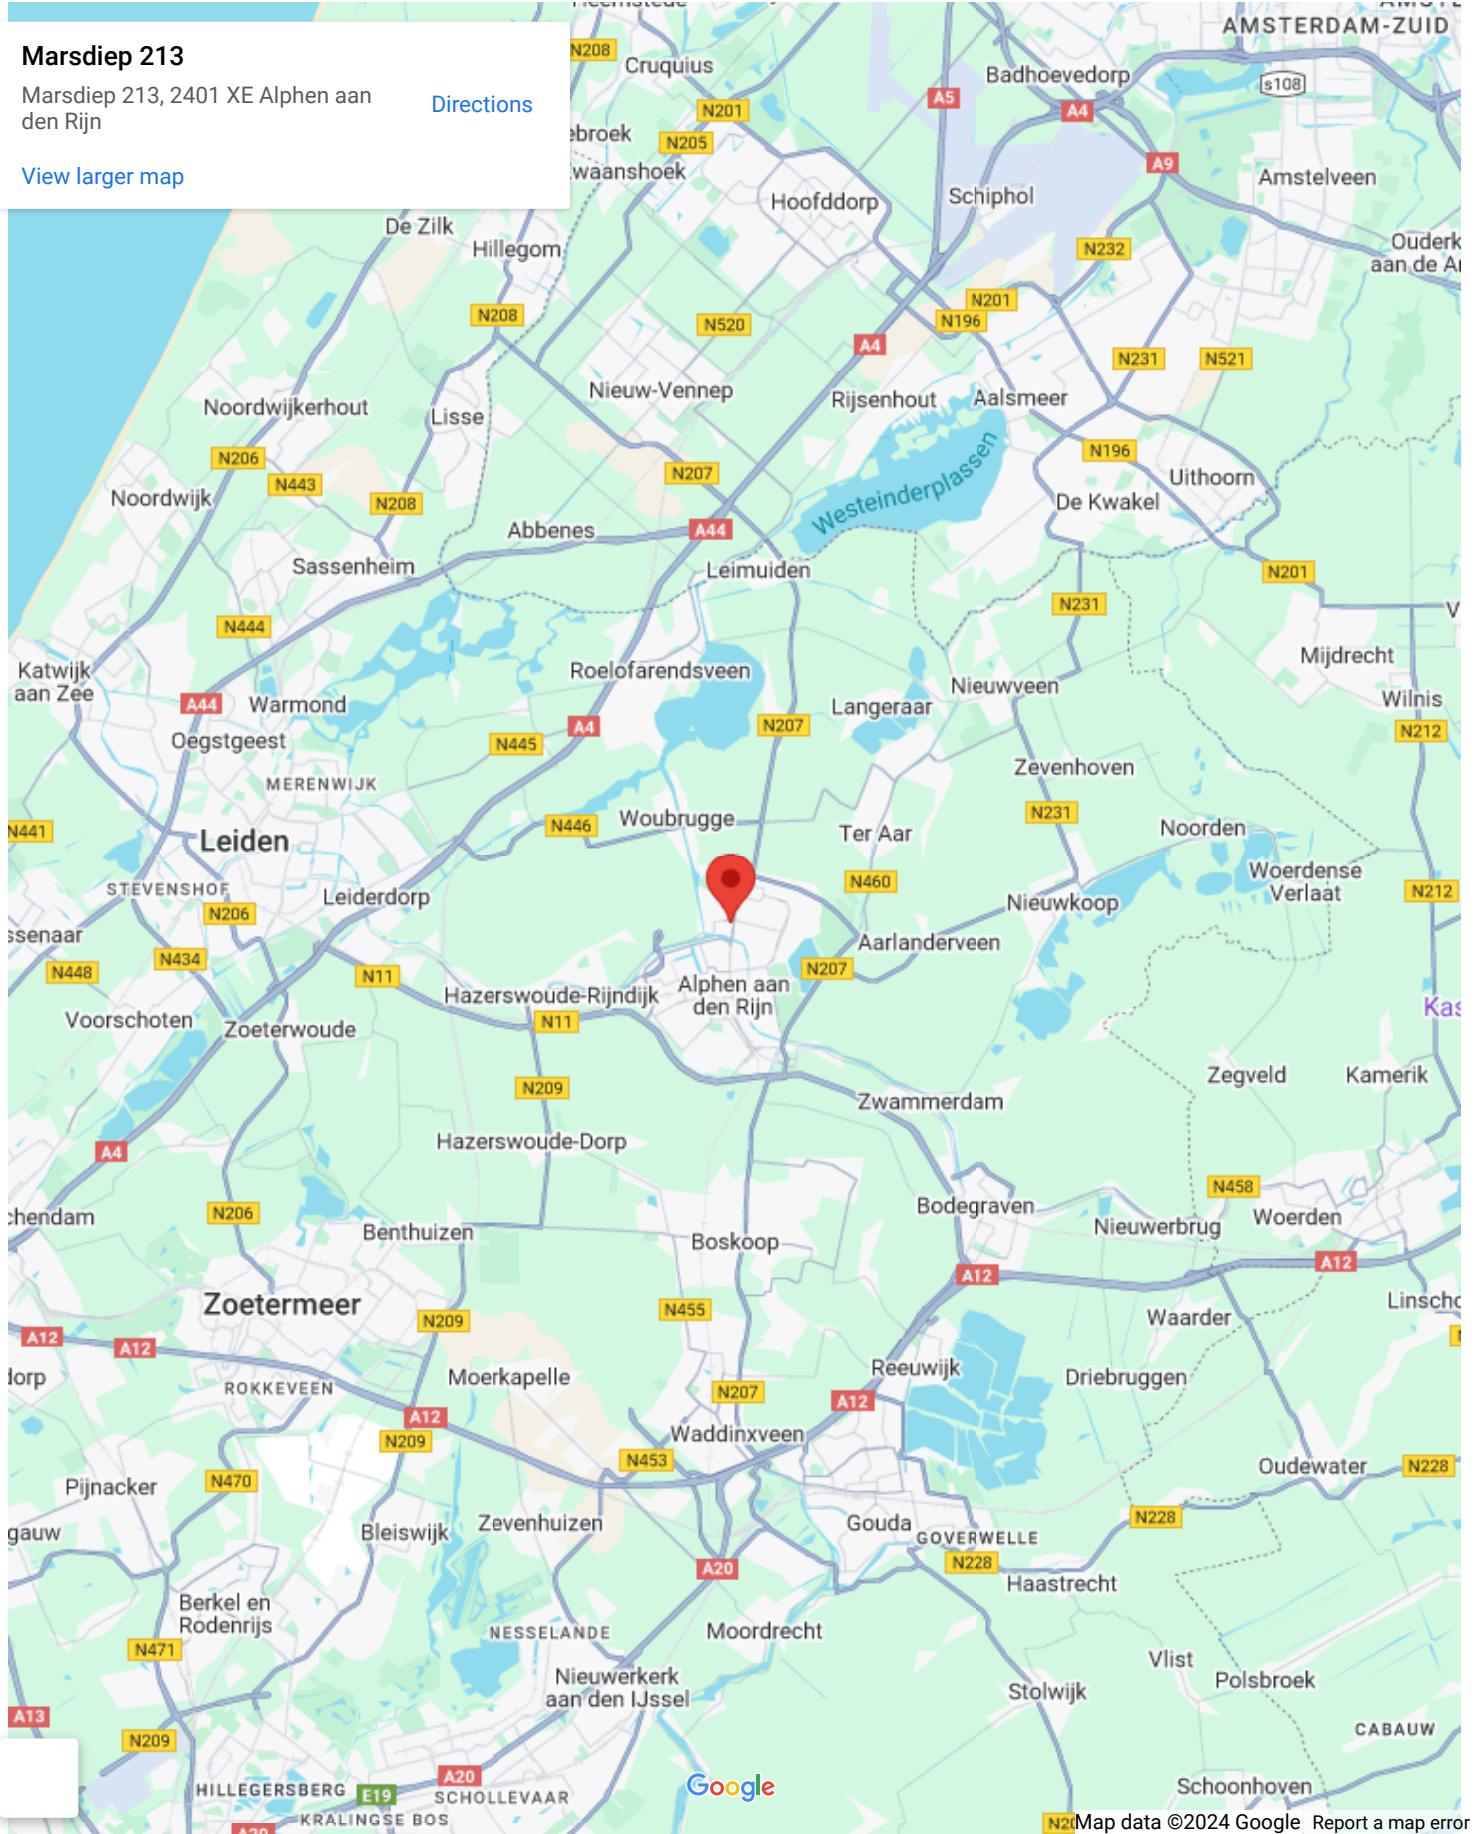 Marsdiep 213
Marsdiep 213, 2401 XE Alphen aan
den Rijn
Directions
View larger map
AMSTERDAM-ZUID
N208
Cruquius
Badhoevedorp
s108
A5
A4
N201
N205
A9
Amstelveen
Hoofddorp
Schiphol
De Zilk
Hillegom
N232
N208
N520
N201
N196
A4
N231
N521
Nieuw-Vennep
Rijsenhout
Aalsmeer
Noordwijkerhout
Lisse
N206
N443
N207
Westeinderplassen
N196
Uithoorn
Noordwijk
N208
De Kwakel
Abbenes
A44
Sassenheim
Leimuiden
N201
N231
N444
Katwijk
aan Zee
Roelofarendsveen
Mijdrecht
Nieuwveen
A44
Warmond
Langeraar
Wilnis
A4
N207
N212
Oegstgeest
N445
Zevenhoven
MERENWIJK
N231
N441
Leiden
N446
Woubrugge
Ter Aar
Noorden
Woerdense
Verlaat
STEVENSHOF
Leiderdorp
N460
N212
N206
Nieuwkoop
Aarlanderveen
N434
N448
N11
N207
Alphen aan
den Rijn
Hazerswoude-Rijndijk
N11
Voorschoten
Zoeterwoude
N209
Zegveld
Kamerik
Zwammerdam
A4
Hazerswoude-Dorp
N206
N458
Bodegraven
Nieuwerbrug
Woerden
Benthuizen
Boskoop
A12
A12
Zoetermeer
N455
N209
Waarder
A12
A12
Reeuwijk
Driebruggen
ROKKEVEEN
Moerkapelle
N207
A12
A12
N209
Waddinxveen
N453
Oudewater
N228
Pijnacker
N470
N228
Bleiswijk
Zevenhuizen
Gouda
GOVERWELLE
N228
A20
Haastrecht
Berkel en
Rodenrijs
NESSELANDE
Moordrecht
N471
Vlist
Nieuwerkerk
aan den IJssel
Polsbroek
Stolwijk
A13
N209
CABAUW
HILLEGERSBERG
E19
A20
SCHOLLEVAAR
Google
Schoonhoven
KRALINGSE BOS
Map data ©2024 Google
Report a map error